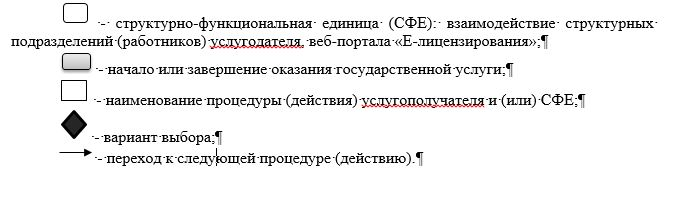 - структурно-функциональная единица (СФЕ): взаимодействие структурных
подразделений (работников) услугодателя, веб-портала «Е-лицензирования»;¶
- начало или завершение оказания государственной услуги;¶
- наименование процедуры (действия) услугополучателя и (или) СФЕ;¶
- вариант выбора;¶
- переход к следующей процедуре (действию).¶